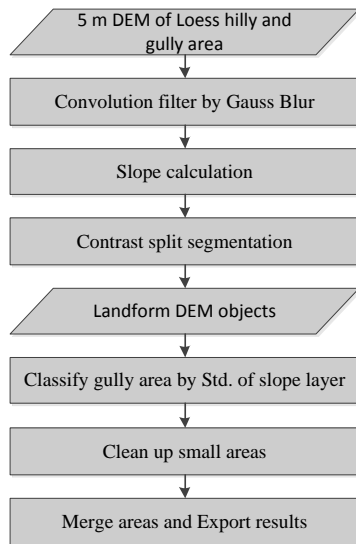 5 m DEM of Loess hilly and
gully area
Convolution filter by Gauss Blur
Slope calculation
Contrast split segmentation
Landform DEM objects
Classify gully area by Std. of slope layer
Clean up small areas
Merge areas and Export results